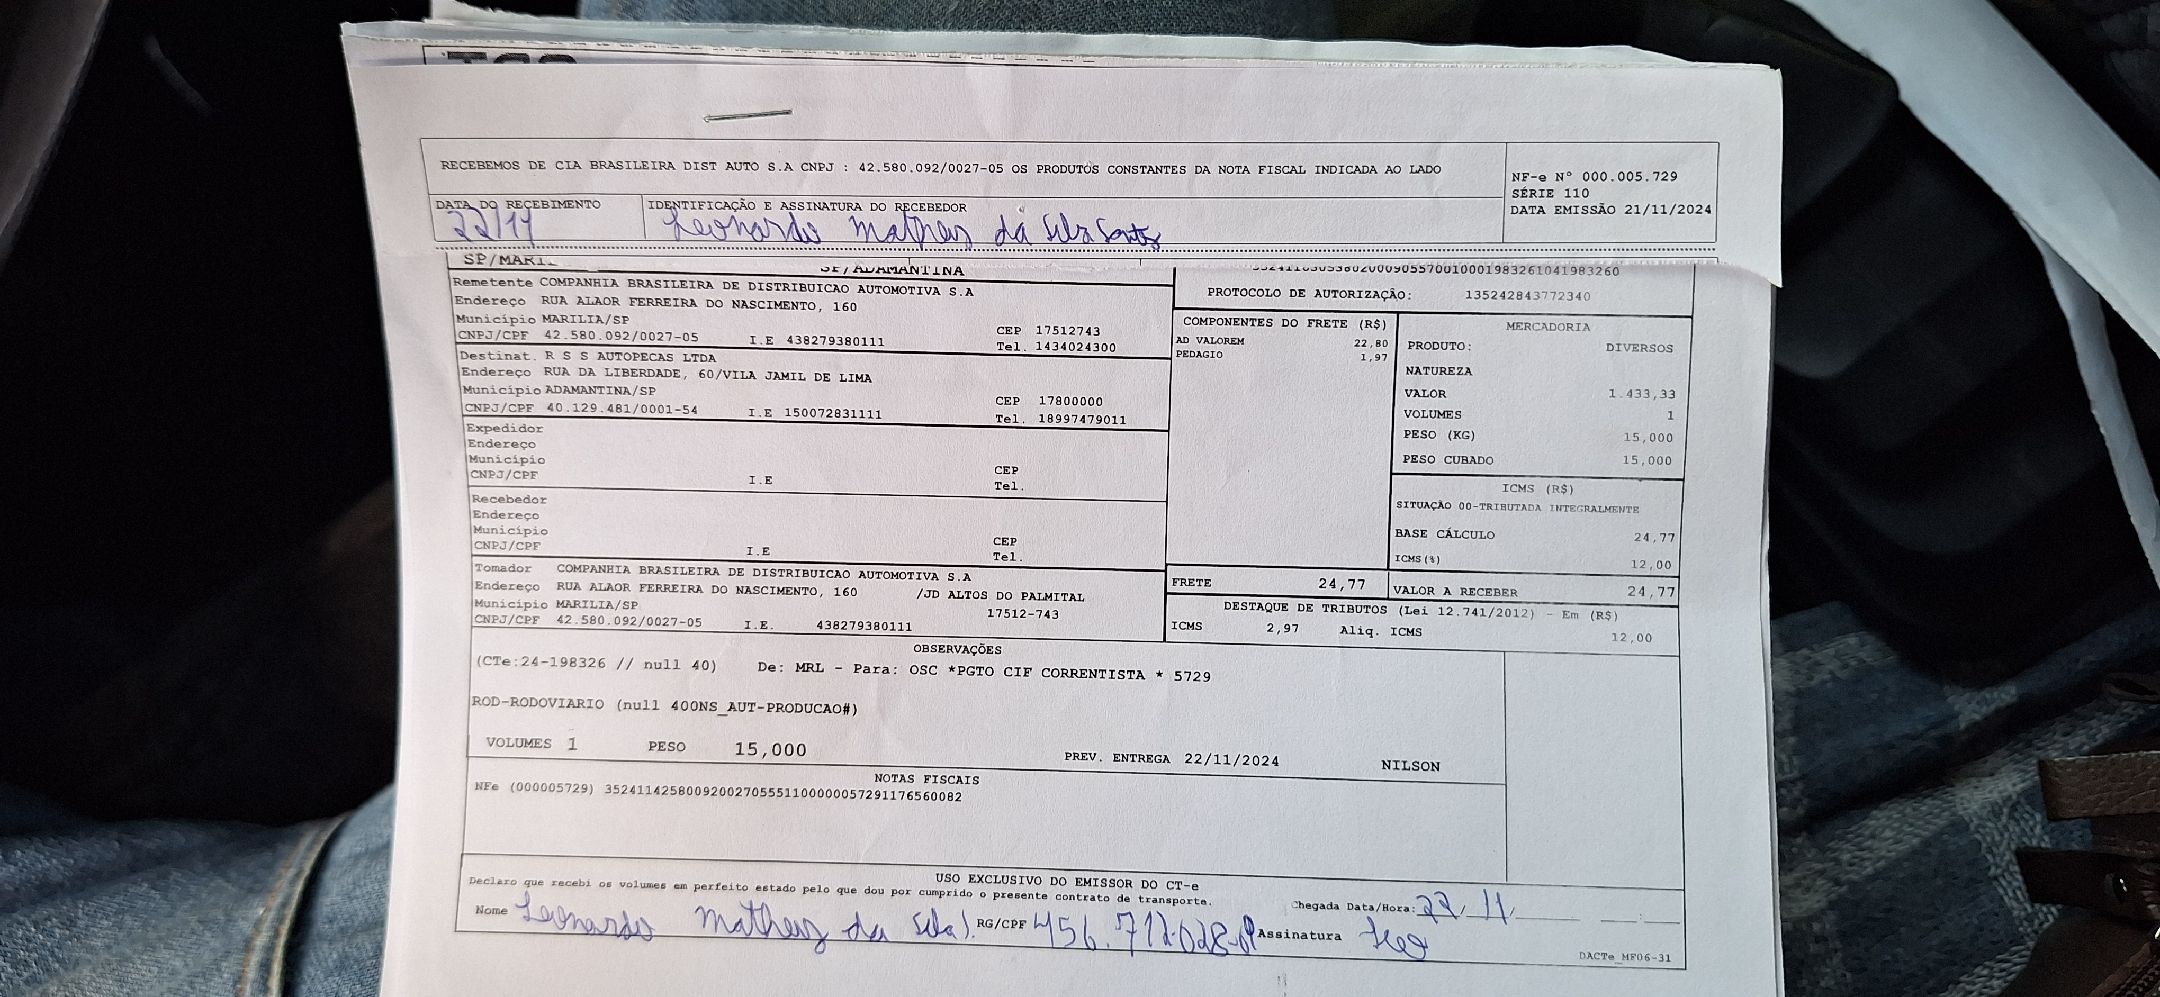 RECEBEMOS DE CIA BRASILEIRA DIST AUTO S.A CNPJ : 42.580.092/0027-05 OS PRODUTOS CONSTANTES DA NOTA FISCAL INDICADA AO LADO
NF-e Nº 000.005.729
SÉRIE 110
DATA EMISSÃO 21/11/2024
DATA DO RECEBIMENTO
22/11
IDENTIFICAÇÃO E ASSINATURA DO RECEBEDOR
Leonardo Matheus da Silva Santos
SP/ADAMANTINA
Remetente COMPANHIA BRASILEIRA DE DISTRIBUICAO AUTOMOTIVA S.A
Endereço RUA ALAOR FERREIRA DO NASCIMENTO, 160
Município MARILIA/SP
CEP 17512743
CNPJ/CPF 42.580.092/0027-05 I.E 438279380111 Tel. 1434024300
Destinat. R S S AUTOPECAS LTDA
Endereço RUA DA LIBERDADE, 60/VILA JAMIL DE LIMA
Município ADAMANTINA/SP CEP 17800000
CNPJ/CPF 40.129.481/0001-54 I.E 150072831111 Tel. 18997479011
Expedidor
Endereço
Município CEP
CNPJ/CPF I.E Tel.
Recebedor
Endereço
Município CEP
CNPJ/CPF I.E Tel.
Tomador COMPANHIA BRASILEIRA DE DISTRIBUICAO AUTOMOTIVA S.A
Endereço RUA ALAOR FERREIRA DO NASCIMENTO, 160 /JD ALTOS DO PALMITAL
Município MARILIA/SP 17512-743
CNPJ/CPF 42.580.092/0027-05 I.E. 438279380111
PROTOCOLO DE AUTORIZAÇÃO: 135242843772340
COMPONENTES DO FRETE (R$)
AD VALOREM 22,80
PEDAGIO 1,97
MERCADORIA
PRODUTO: DIVERSOS
NATUREZA
VALOR 1.433,33
VOLUMES 1
PESO (KG) 15,000
PESO CUBADO 15,000
ICMS (R$)
SITUAÇÃO 00-TRIBUTADA INTEGRALMENTE
BASE CÁLCULO 24,77
ICMS(%) 12,00
FRETE 24,77 VALOR A RECEBER 24,77
DESTAQUE DE TRIBUTOS (Lei 12.741/2012) - Em (R$)
ICMS 2,97 Aliq. ICMS 12,00
OBSERVAÇÕES
(CTe:24-198326 // null 40) De: MRL - Para: OSC *PGTO CIF CORRENTISTA * 5729
ROD-RODOVIARIO (null 400NS_AUT-PRODUCAO#)
VOLUMES 1 PESO 15,000 PREV. ENTREGA 22/11/2024 NILSON
NOTAS FISCAIS
NFe (000005729) 35241142580092002705551100000057291176560082
USO EXCLUSIVO DO EMISSOR DO CT-e
Declaro que recebi os volumes em perfeito estado pelo que dou por cumprido o presente contrato de transporte.
Chegada Data/Hora: 22/11/
Nome Leonardo Matheus da Silva S. RG/CPF 456.712.028-09 Assinatura Leo
DACTe_MF06-31